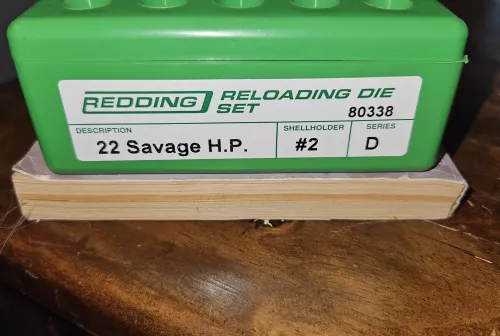 REDDING RELOADING DIE
SET
80338
DESCRIPTION SHELLHOLDER SERIES
22 Savage H.P. #2 D